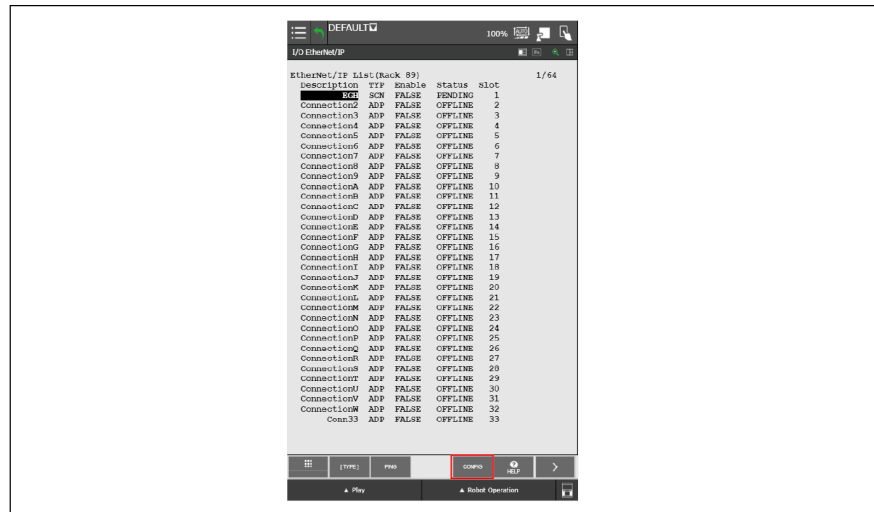 DEFAULT
100%
AUTO
I/O EtherNet/IP
EtherNet/IP List(Rack 89) 1/64
Description TYP Enable Status Slot
EGH SCN FALSE PENDING 1
Connection2 ADP FALSE OFFLINE 2
Connection3 ADP FALSE OFFLINE 3
Connection4 ADP FALSE OFFLINE 4
Connection5 ADP FALSE OFFLINE 5
Connection6 ADP FALSE OFFLINE 6
Connection7 ADP FALSE OFFLINE 7
Connection8 ADP FALSE OFFLINE 8
Connection9 ADP FALSE OFFLINE 9
ConnectionA ADP FALSE OFFLINE 10
ConnectionB ADP FALSE OFFLINE 11
ConnectionC ADP FALSE OFFLINE 12
ConnectionD ADP FALSE OFFLINE 13
ConnectionE ADP FALSE OFFLINE 14
ConnectionF ADP FALSE OFFLINE 15
ConnectionG ADP FALSE OFFLINE 16
ConnectionH ADP FALSE OFFLINE 17
ConnectionI ADP FALSE OFFLINE 18
ConnectionJ ADP FALSE OFFLINE 19
ConnectionK ADP FALSE OFFLINE 20
ConnectionL ADP FALSE OFFLINE 21
ConnectionM ADP FALSE OFFLINE 22
ConnectionN ADP FALSE OFFLINE 23
ConnectionO ADP FALSE OFFLINE 24
ConnectionP ADP FALSE OFFLINE 25
ConnectionQ ADP FALSE OFFLINE 26
ConnectionR ADP FALSE OFFLINE 27
ConnectionS ADP FALSE OFFLINE 28
ConnectionT ADP FALSE OFFLINE 29
ConnectionU ADP FALSE OFFLINE 30
ConnectionV ADP FALSE OFFLINE 31
ConnectionW ADP FALSE OFFLINE 32
Conn33 ADP FALSE OFFLINE 33
[TYPE] PING CONFIG HELP
Play Robot Operation